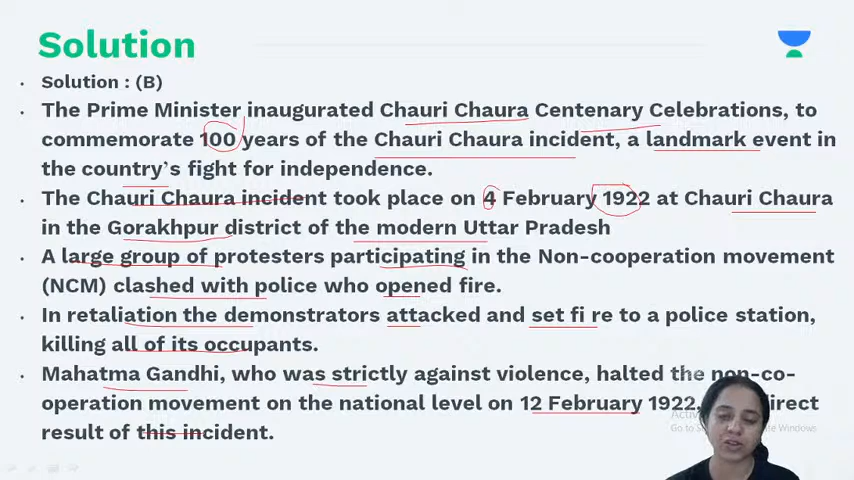 Solution
• Solution : (B)
• The Prime Minister inaugurated Chauri Chaura Centenary Celebrations, to
commemorate 100 years of the Chauri Chaura incident, a landmark event in
the country's fight for independence.
• The Chauri Chaura incident took place on 4 February 1922 at Chauri Chaura
in the Gorakhpur district of the modern Uttar Pradesh
• A large group of protesters participating in the Non-cooperation movement
(NCM) clashed with police who opened fire.
• In retaliation the demonstrators attacked and set fi re to a police station,
killing all of its occupants.
• Mahatma Gandhi, who was strictly against violence, halted the non-co-
operation movement on the national level on 12 February 1922, direct
result of this incident.
Go to Windows